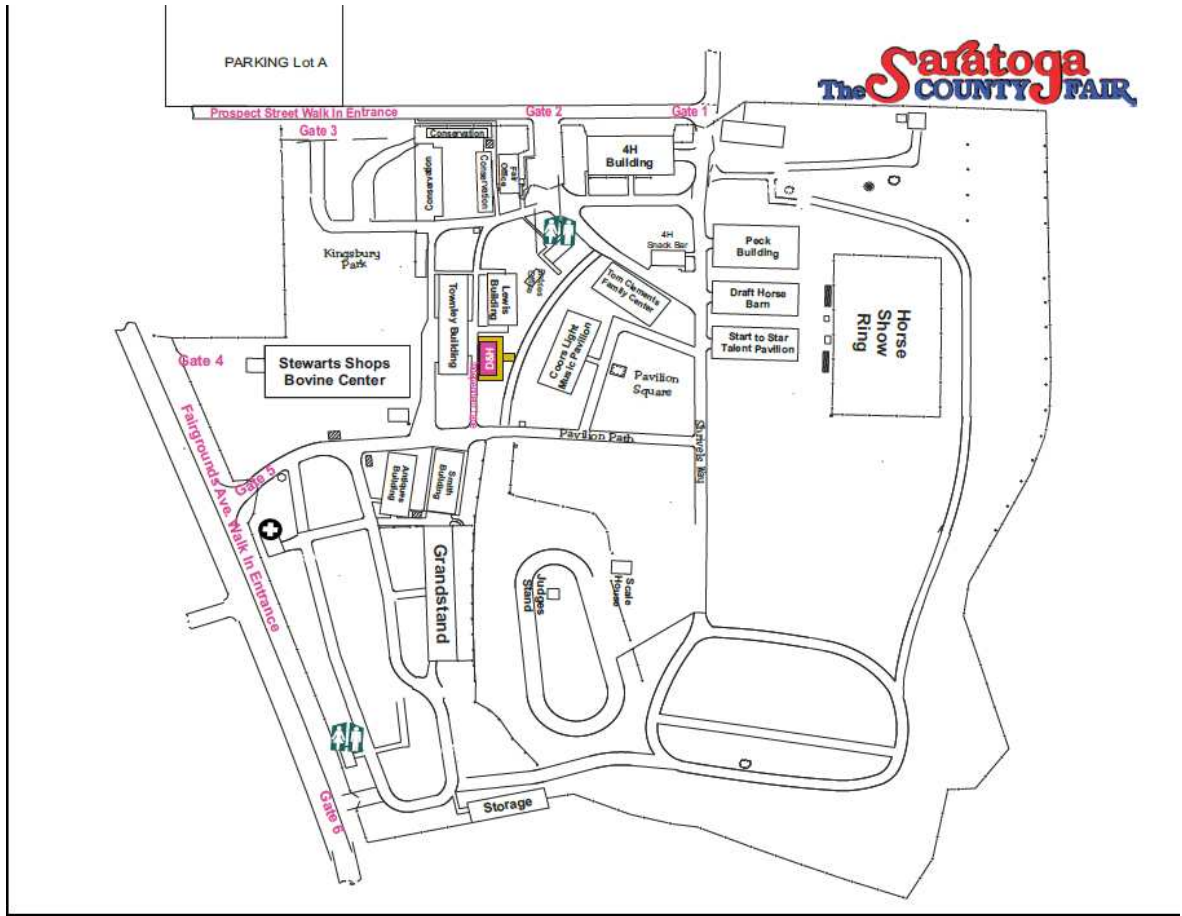 PARKING Lot A
The Saratoga
COUNTY FAIR
Prospect Street Walk In Entrance
Gate 2
Gate 1
Gate 3
Conservation
4H
Building
Conservation
Conservation
Fair
Office
Kingsbury
Park
4H
Snack Bar
Peck
Building
Townley Building
Lewis
Building
Tom Clements
Family Center
Draft Horse
Barn
Horse
Show
Ring
Coors Light
Music Pavilion
Start to Star
Talent Pavilion
D&H
Gate 4
Stewarts Shops
Bovine Center
Pavilion
Square
Pavilion Path
Fairgrounds Ave. Walk In Entrance
Gate 5
Antiques
Building
Smith
Building
Grandstand
Judges
Stand
Scale
House
Gate 6
Storage